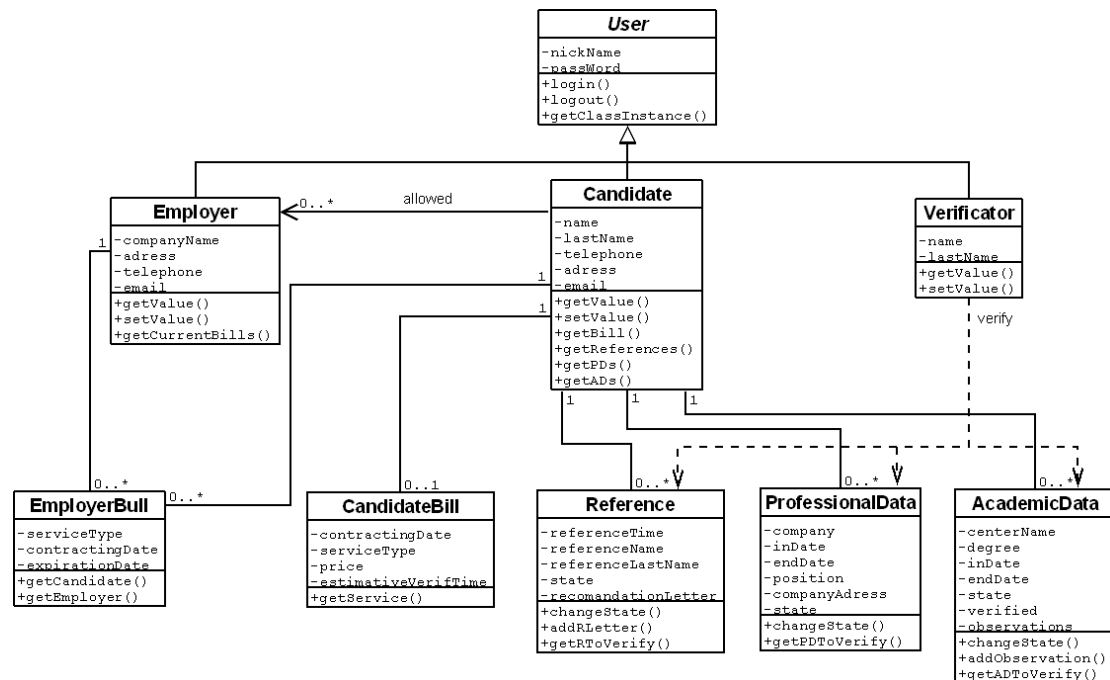 User
-nickName
-passWord
+login()
+logout()
+getClassInstance()
Employer
-companyName
-adress
-telephone
-email
+getValue()
+setValue()
+getCurrentBills()
0..*
allowed
Candidate
-name
-lastName
-telephone
-adress
-email
+getValue()
+setValue()
+getBill()
+getReferences()
+getPDs()
+getADs()
Verificator
-name
-lastName
+getValue()
+setValue()
verify
1
1
1
1
1
1
0..*
0..*
0..1
0..*
0..*
0..*
EmployerBull
-serviceType
-contractingDate
-expirationDate
+getCandidate()
+getEmployer()
CandidateBill
-contractingDate
-serviceType
-price
-estimativeVerifTime
+getService()
Reference
-referenceTime
-referenceName
-referenceLastName
-state
-recomandationLetter
+changeState()
+addRLetter()
+getRToVerify()
ProfessionalData
-company
-inDate
-endDate
-position
-companyAdress
-state
+changeState()
+getPDToVerify()
AcademicData
-centerName
-degree
-inDate
-endDate
-state
-verified
-observations
+changeState()
+addObservation()
+getADToVerify()